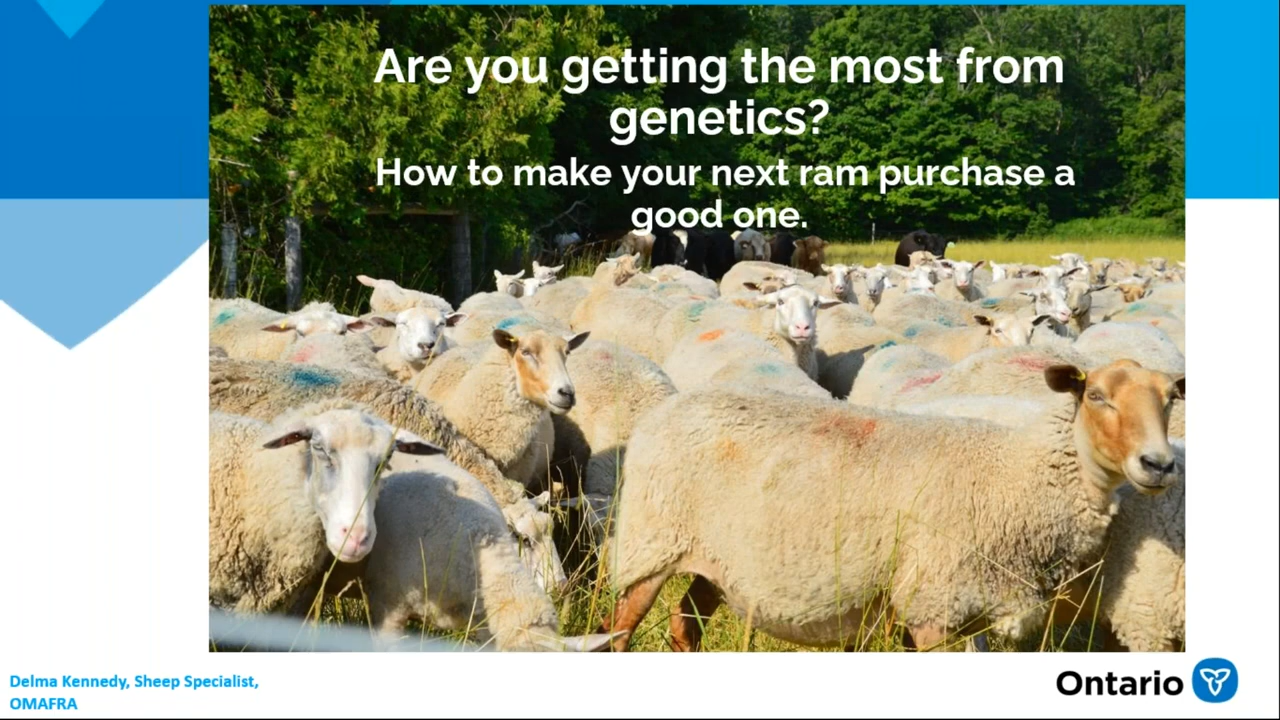 Are you getting the most from
genetics?
How to make your next ram purchase a
good one.
Delma Kennedy, Sheep Specialist,
OMAFRA
Ontario